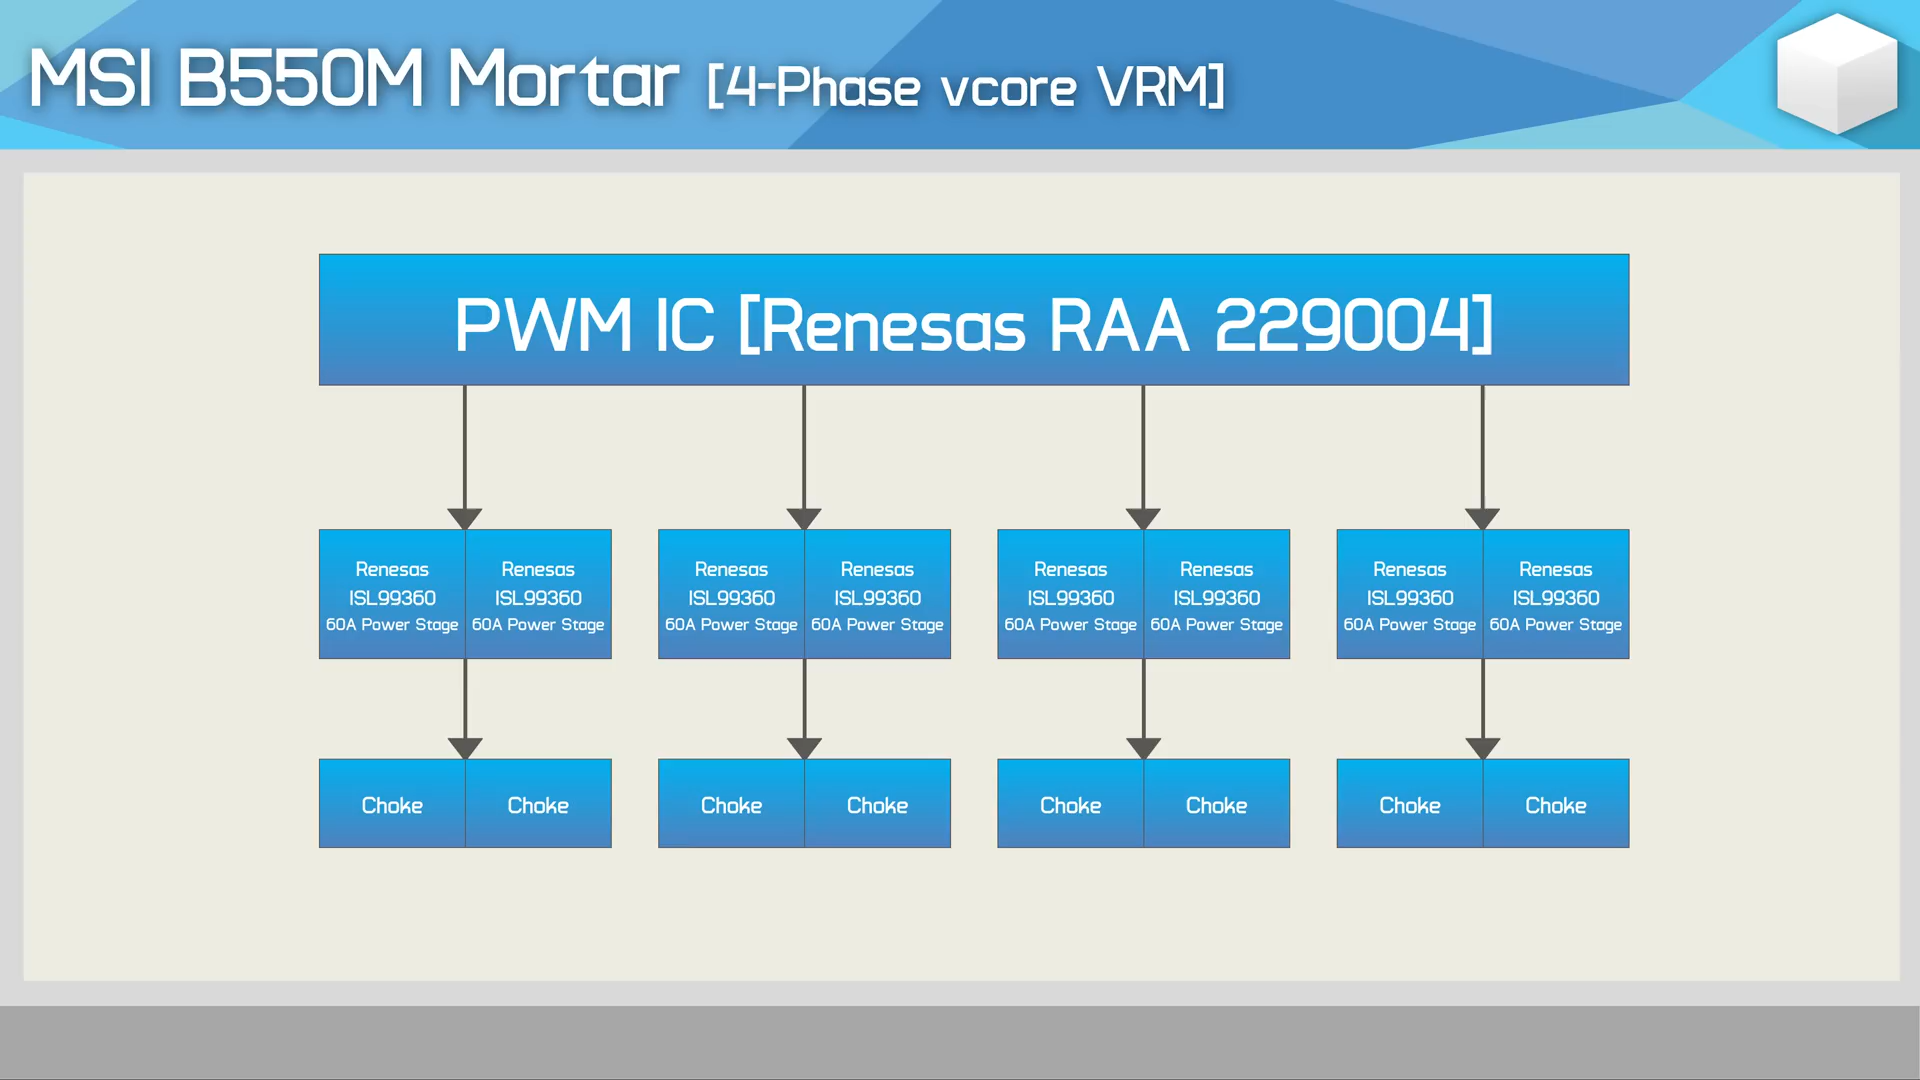 MSI B550M Mortar [4-Phase vcore VRM]
PWM IC [Renesas RAA 229004]
Renesas
ISL99360
60A Power Stage
Renesas
ISL99360
60A Power Stage
Renesas
ISL99360
60A Power Stage
Renesas
ISL99360
60A Power Stage
Renesas
ISL99360
60A Power Stage
Renesas
ISL99360
60A Power Stage
Renesas
ISL99360
60A Power Stage
Renesas
ISL99360
60A Power Stage
Choke
Choke
Choke
Choke
Choke
Choke
Choke
Choke